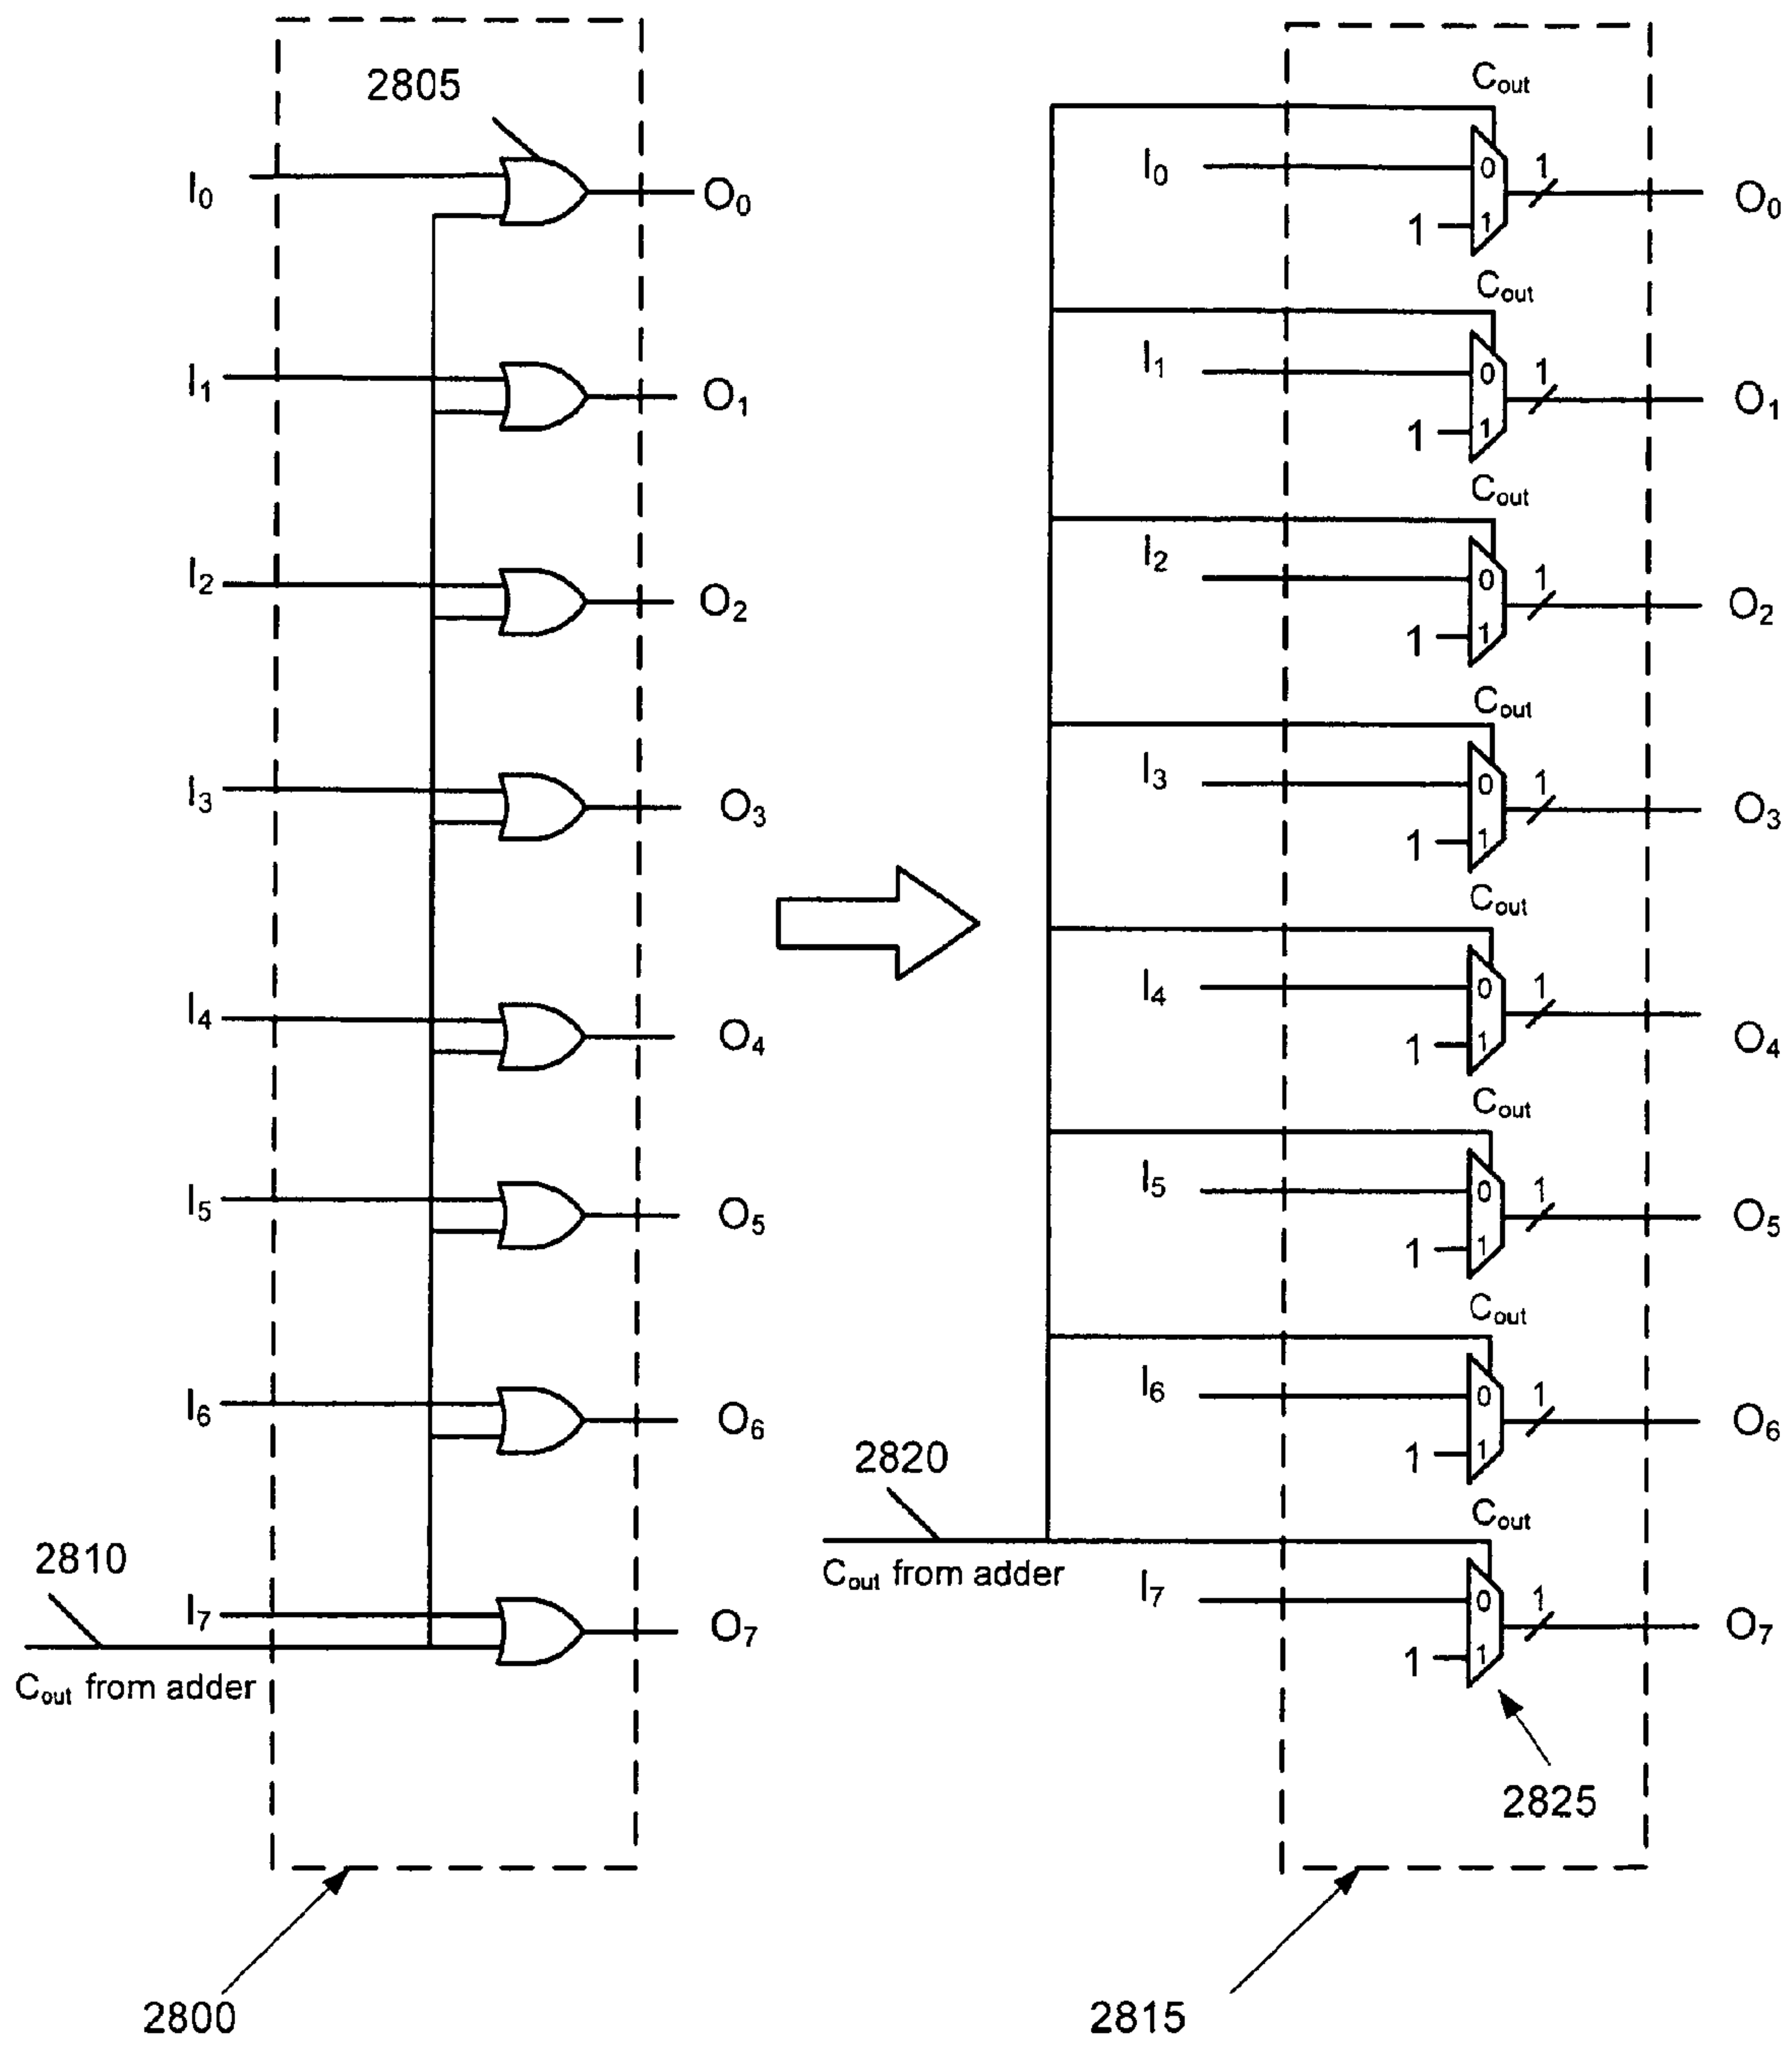 2805
I0
O0
I1
O1
I2
O2
I3
O3
I4
O4
I5
O5
I6
O6
2810
I7
O7
Cout from adder
2800
Cout
I0
0
1
1
1
O0
Cout
I1
0
1
1
1
O1
Cout
I2
0
1
1
1
O2
Cout
I3
0
1
1
1
O3
Cout
I4
0
1
1
1
O4
Cout
I5
0
1
1
1
O5
Cout
I6
0
1
1
1
O6
2820
Cout
Cout from adder
I7
0
1
1
1
O7
2825
2815